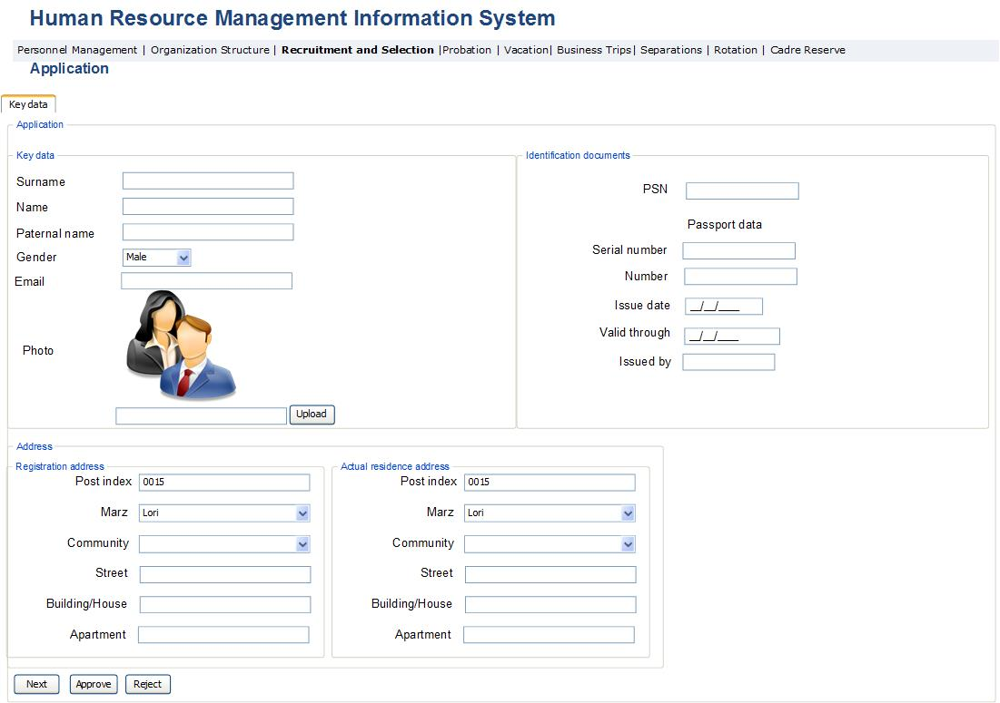 Human Resource Management Information System
Personnel Management | Organization Structure | Recruitment and Selection |Probation | Vacation| Business Trips| Separations | Rotation | Cadre Reserve
Application
Key data
Application
Key data
Surname
Name
Paternal name
Gender Male
Email
Photo
Upload
Identification documents
PSN
Passport data
Serial number
Number
Issue date __/__/____
Valid through __/__/____
Issued by
Address
Registration address
Post index 0015
Marz Lori
Community
Street
Building/House
Apartment
Actual residence address
Post index 0015
Marz Lori
Community
Street
Building/House
Apartment
Next Approve Reject